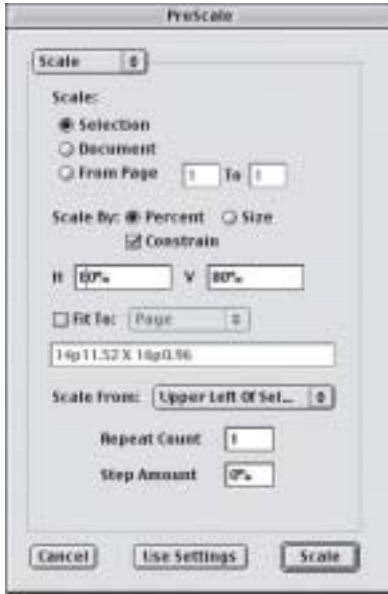 ProScale
Scale
Scale:
Selection
Document
From Page 1 To 1
Scale By: Percent Size
Constrain
H 80% V 80%
Fit To: Page
14p11.52 X 16p0.96
Scale from: Upper Left Of Sel...
Repeat Count 1
Step Amount 0%
Cancel Use Settings Scale